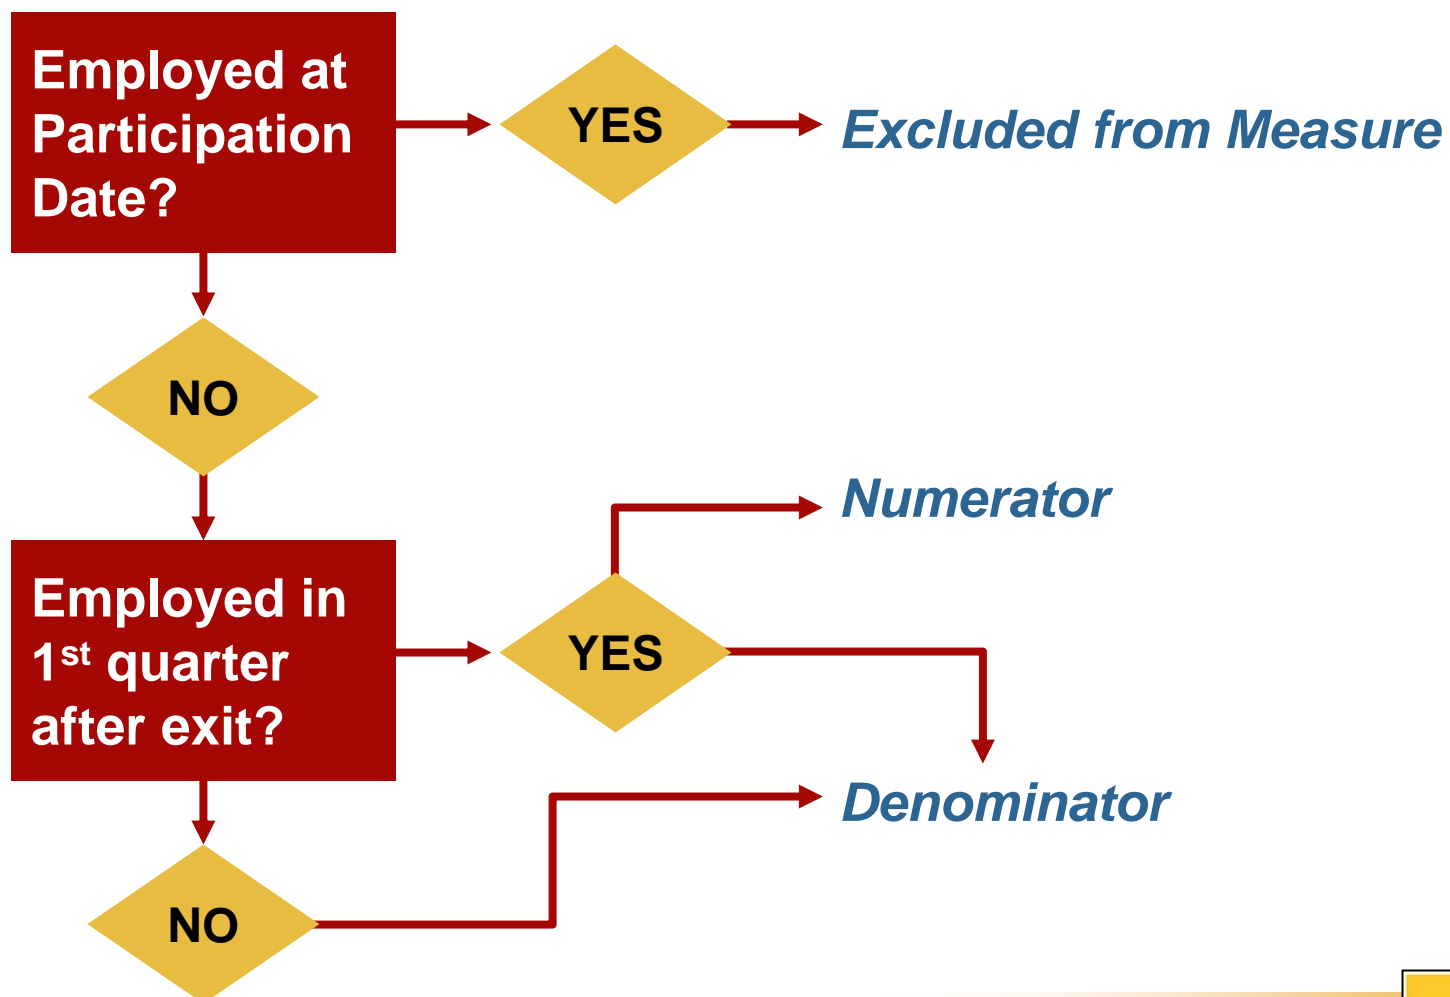 Employed at
Participation
Date?
YES
Excluded from Measure
NO
Numerator
Employed in
1st quarter
after exit?
YES
Denominator
NO